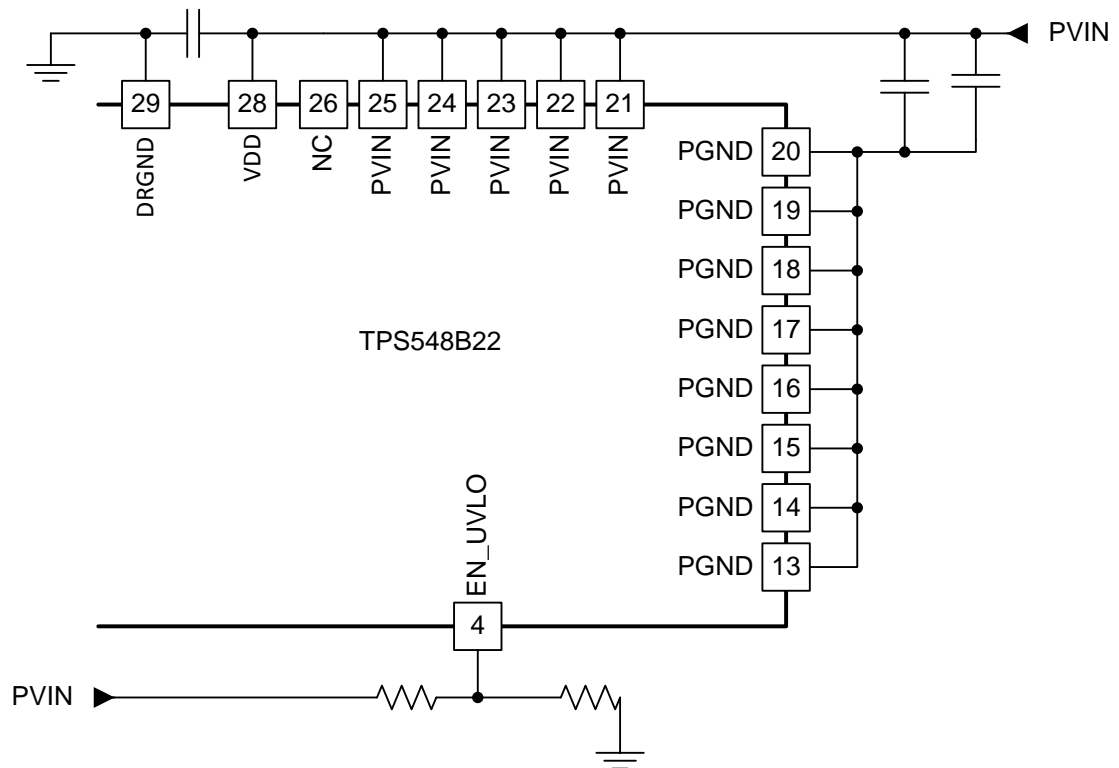 PVIN
29
28
26
25
24
23
22
21
DRGND
VDD
NC
PVIN
PVIN
PVIN
PVIN
PVIN
PGND 20
PGND 19
PGND 18
PGND 17
TPS548B22
PGND 16
PGND 15
PGND 14
PGND 13
EN_UVLO
4
PVIN